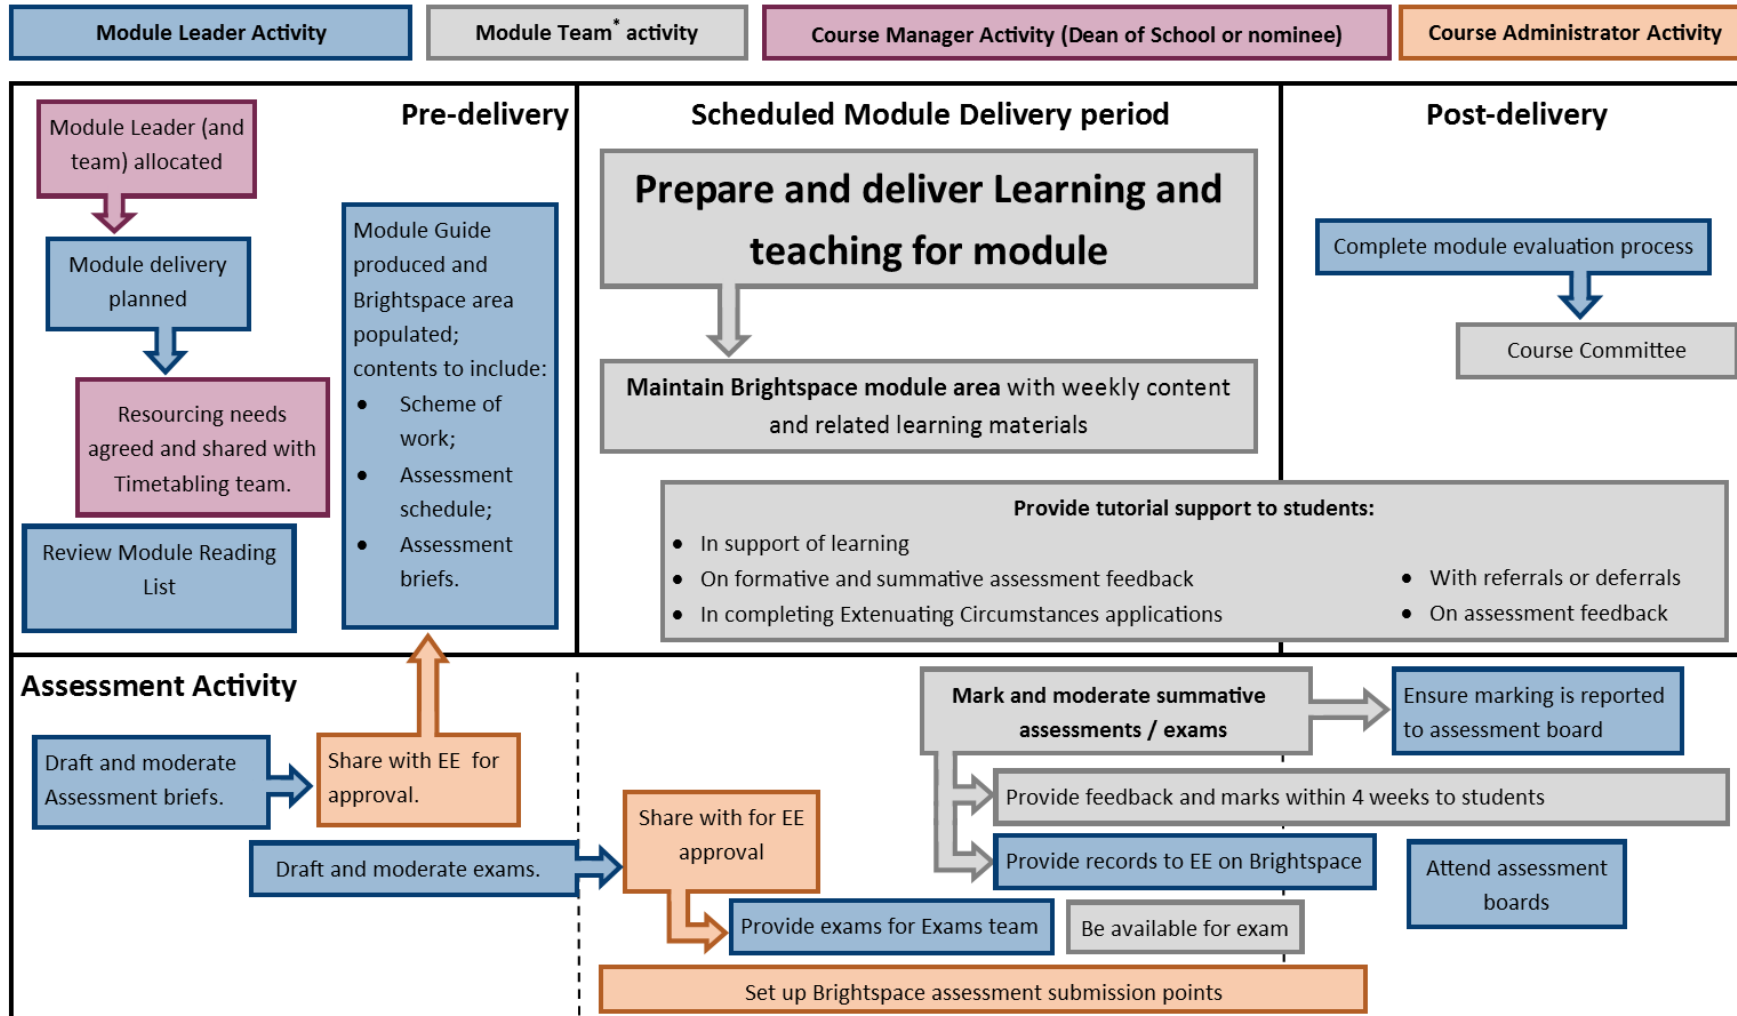 Module Leader Activity
Module Team* activity
Course Manager Activity (Dean of School or nominee)
Course Administrator Activity
Pre-delivery
Module Leader (and
team) allocated
Module delivery
planned
Resourcing needs
agreed and shared with
Timetabling team.
Review Module Reading
List
Module Guide
produced and
Brightspace area
populated;
contents to include:
• Scheme of
work;
• Assessment
schedule;
• Assessment
briefs.
Scheduled Module Delivery period
Prepare and deliver Learning and
teaching for module
Maintain Brightspace module area with weekly content
and related learning materials
Post-delivery
Complete module evaluation process
Course Committee
Provide tutorial support to students:
• In support of learning
• On formative and summative assessment feedback
• In completing Extenuating Circumstances applications
• With referrals or deferrals
• On assessment feedback
Assessment Activity
Draft and moderate
Assessment briefs.
Share with EE for
approval.
Draft and moderate exams.
Share with for EE
approval
Provide exams for Exams team
Be available for exam
Set up Brightspace assessment submission points
Mark and moderate summative
assessments / exams
Ensure marking is reported
to assessment board
Provide feedback and marks within 4 weeks to students
Provide records to EE on Brightspace
Attend assessment
boards